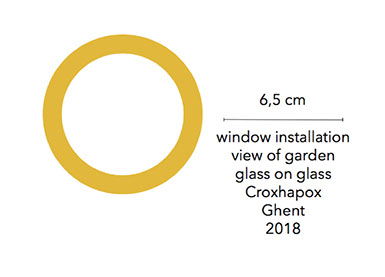 6,5 cm
window installation
view of garden
glass on glass
Croxhapox
Ghent
2018